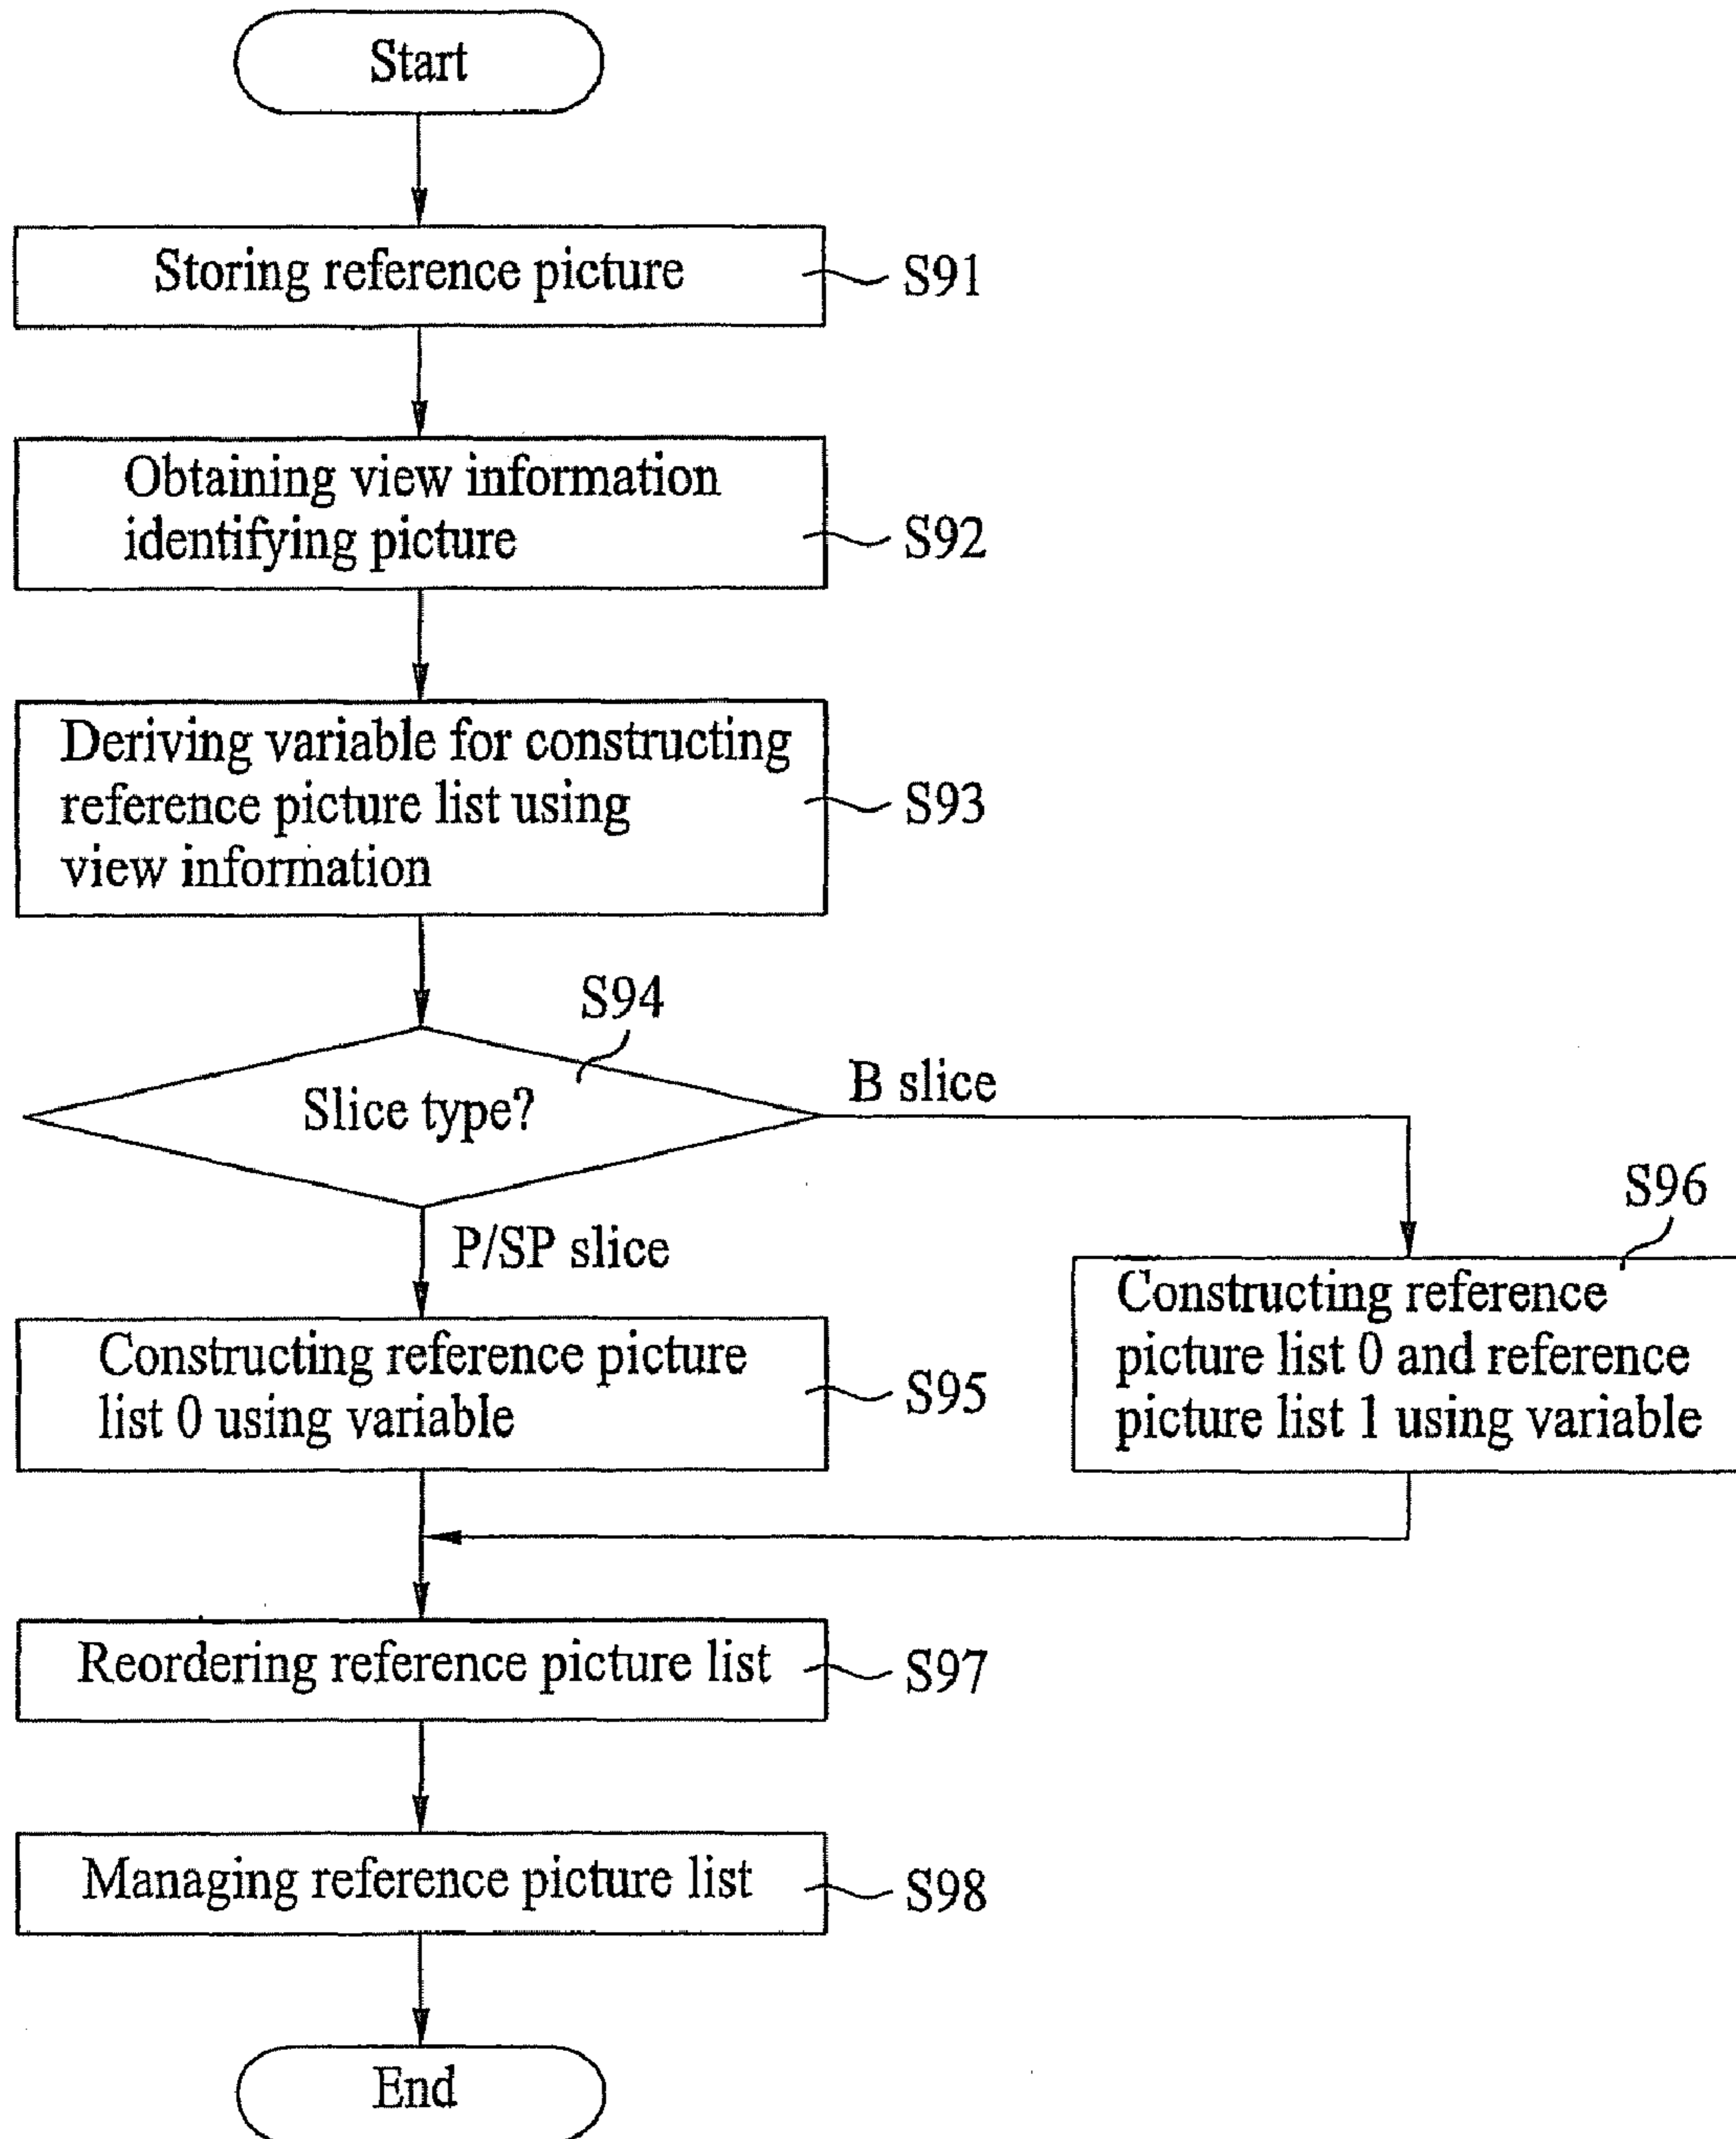 Start
Storing reference picture
S91
Obtaining view information
identifying picture
S92
Deriving variable for constructing
reference picture list using
view information
S93
S94
Slice type?
B slice
P/SP slice
S96
Constructing reference
picture list 0 and reference
picture list 1 using variable
Constructing reference picture
list 0 using variable
S95
Reordering reference picture list
S97
Managing reference picture list
S98
End